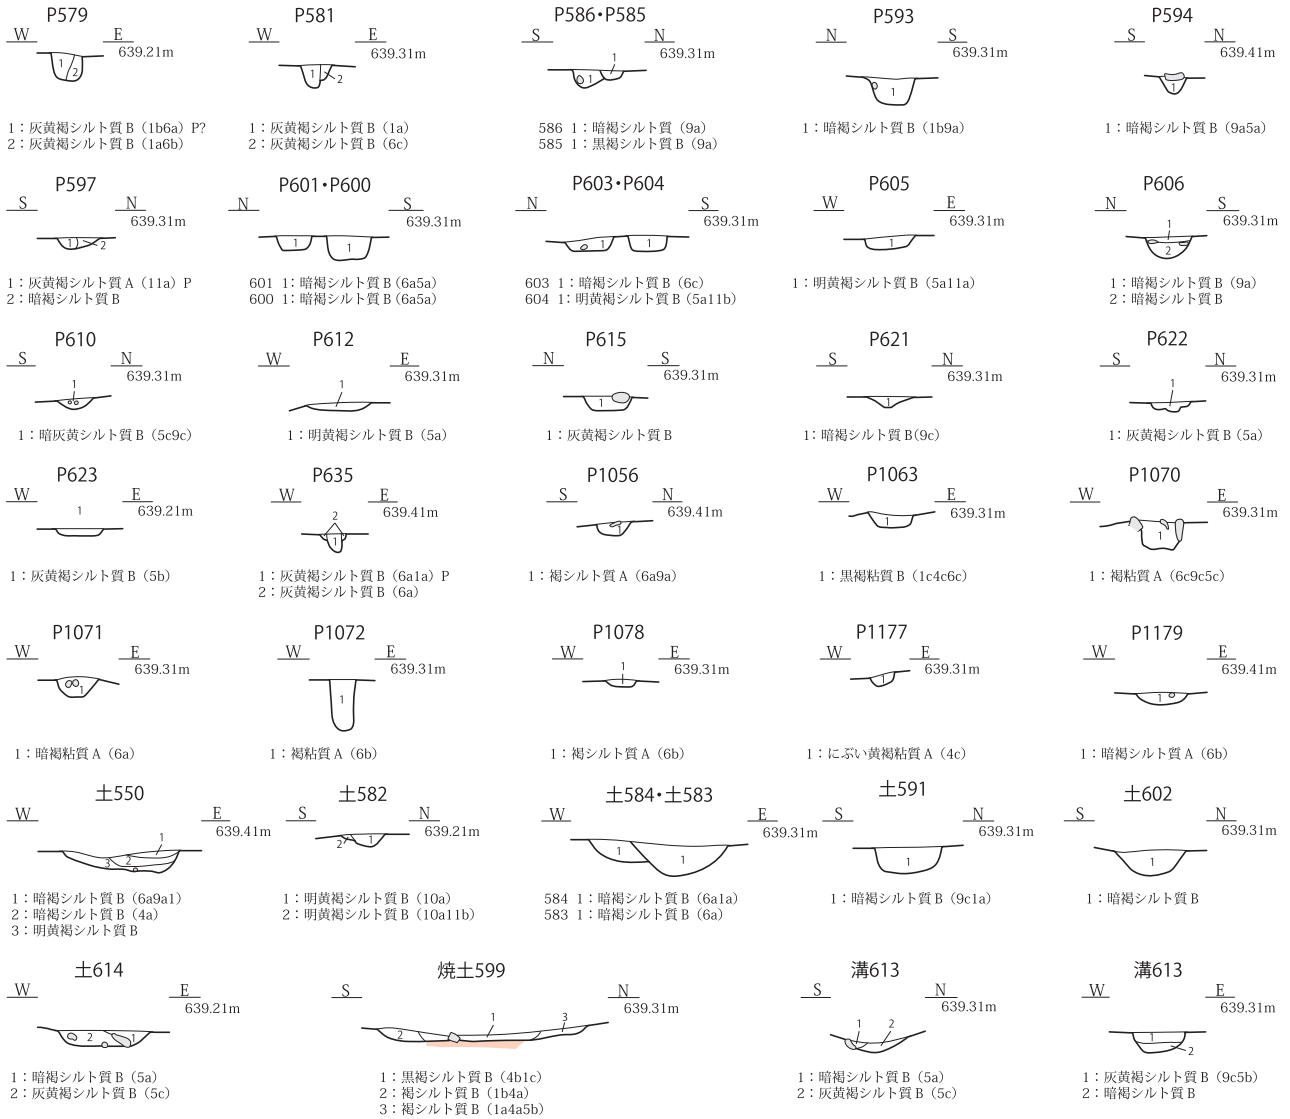 P579
W E
639.21m
1 2
1：灰黄褐シルト質B（1b6a）P?
2：灰黄褐シルト質B（1a6b）
P581
W E
639.31m
1 2
1：灰黄褐シルト質B（1a）
2：灰黄褐シルト質B（6c）
P586・P585
S N
639.31m
1 1
586 1：暗褐シルト質（9a）
585 1：黒褐シルト質B（9a）
P593
N S
639.31m
1
1：暗褐シルト質B（1b9a）
P594
S N
639.41m
1
1：暗褐シルト質B（9a5a）
P597
S N
639.31m
1 2
1：灰黄褐シルト質A（11a）P
2：暗褐シルト質B
P601・P600
N S
639.31m
1 1
601 1：暗褐シルト質B（6a5a）
600 1：暗褐シルト質B（6a5a）
P603・P604
N S
639.31m
1 1
603 1：暗褐シルト質B（6c）
604 1：明黄褐シルト質B（5a11b）
P605
W E
639.31m
1
1：明黄褐シルト質B（5a11a）
P606
N S
639.31m
1
2
1：暗褐シルト質B（9a）
2：暗褐シルト質B
P610
S N
639.31m
1
1：暗灰黄シルト質B（5c9c）
P612
W E
639.31m
1
1：明黄褐シルト質B（5a）
P615
N S
639.31m
1
1：灰黄褐シルト質B
P621
S N
639.31m
1
1：暗褐シルト質B（9c）
P622
S N
639.31m
1
1：灰黄褐シルト質B（5a）
P623
W E
639.21m
1
1：灰黄褐シルト質B（5b）
P635
W E
639.41m
2
1
1：灰黄褐シルト質B（6a1a）P
2：灰黄褐シルト質B（6a）
P1056
S N
639.41m
1
1：褐シルト質A（6a9a）
P1063
W E
639.31m
1
1：黒褐粘質B（1c4c6c）
P1070
W E
639.31m
1
1：褐粘質A（6c9c5c）
P1071
W E
639.31m
1
1：暗褐粘質A（6a）
P1072
W E
639.31m
1
1：褐粘質A（6b）
P1078
W E
639.31m
1
1：褐シルト質A（6b）
P1177
W E
639.31m
1
1：にぶい黄褐粘質A（4c）
P1179
W E
639.41m
1
1：暗褐シルト質A（6b）
土550
W E
639.41m
1
3 2
1：暗褐シルト質B（6a9a1）
2：暗褐シルト質B（4a）
3：明黄褐シルト質B
土582
S N
639.21m
2 1
1：明黄褐シルト質B（10a）
2：明黄褐シルト質B（10a11b）
土584・土583
W E
639.31m
1 1
584 1：暗褐シルト質B（6a1a）
583 1：暗褐シルト質B（6a）
土591
S N
639.31m
1
1：暗褐シルト質B（9c1a）
土602
S N
639.31m
1
1：暗褐シルト質B
土614
W E
639.21m
2 1
1：暗褐シルト質B（5a）
2：灰黄褐シルト質B（5c）
焼土599
S N
639.31m
2 1 3
1：黒褐シルト質B（4b1c）
2：褐シルト質B（1b4a）
3：褐シルト質B（1a4a5b）
溝613
S N
639.31m
1 2
1：暗褐シルト質B（5a）
2：灰黄褐シルト質B（5c）
溝613
W E
639.31m
1
2
1：灰黄褐シルト質B（9c5b）
2：暗褐シルト質B